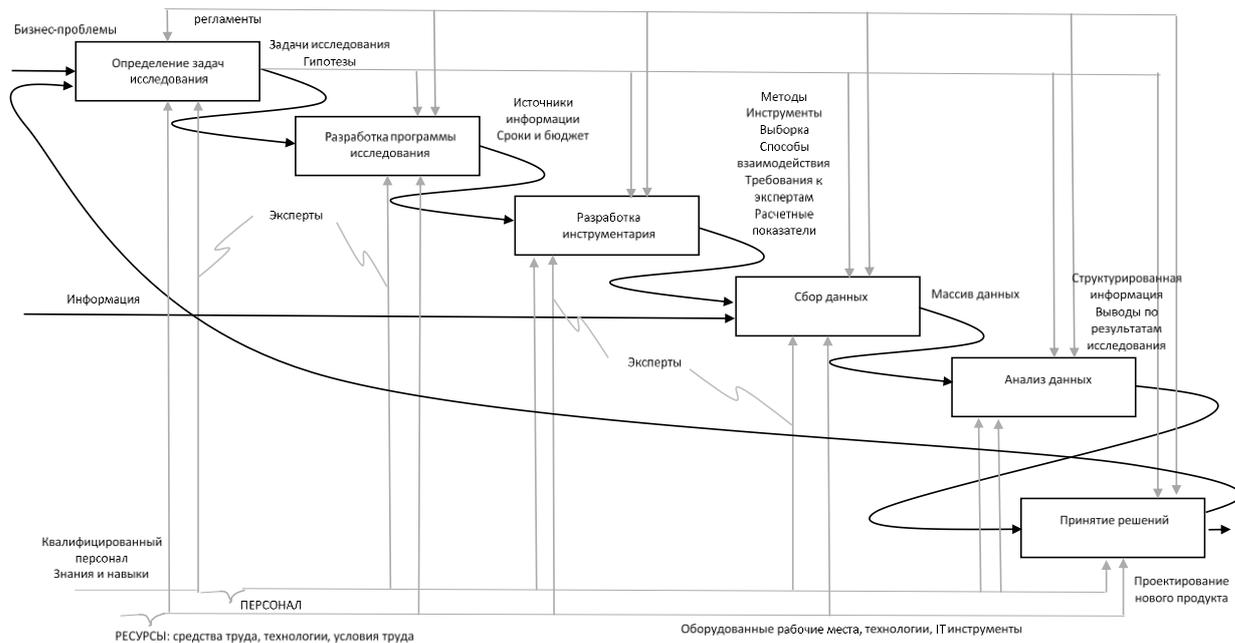 регламенты
Бизнес-проблемы
Определение задач
исследования
Задачи исследования
Гипотезы
Разработка программы
исследования
Источники
информации
Сроки и бюджет
Методы
Инструменты
Выборка
Способы
взаимодействия
Требования к
экспертам
Расчетные
показатели
Эксперты
Разработка
инструментария
Информация
Сбор данных
Массив данных
Структурированная
информация
Выводы по
результатам
исследования
Эксперты
Анализ данных
Принятие решений
Квалифицированный
персонал
Знания и навыки
ПЕРСОНАЛ
Проектирование
нового продукта
РЕСУРСЫ: средства труда, технологии, условия труда
Оборудованные рабочие места, технологии, IT инструменты